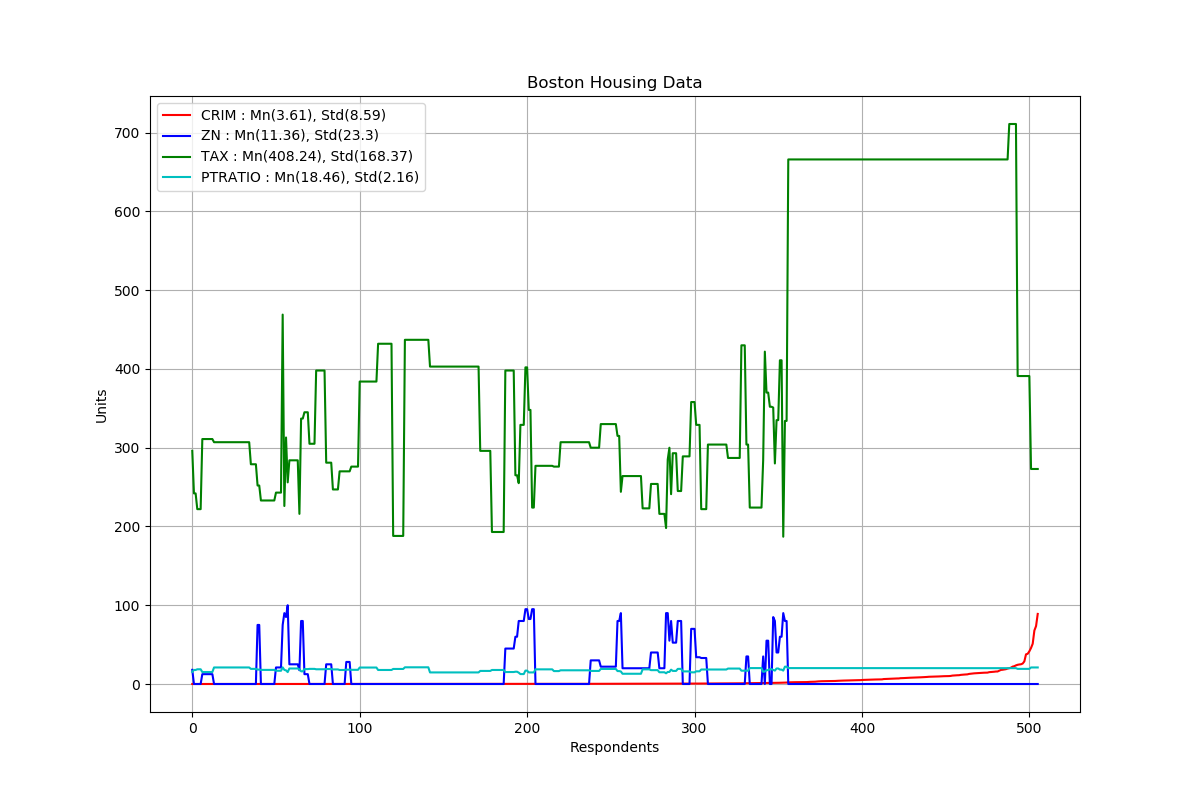 Boston Housing Data
CRIM : Mn(3.61), Std(8.59)
ZN : Mn(11.36), Std(23.3)
TAX : Mn(408.24), Std(168.37)
PTRATIO : Mn(18.46), Std(2.16)
700
600
500
400
300
200
100
0
Units
0 100 200 300 400 500
Respondents